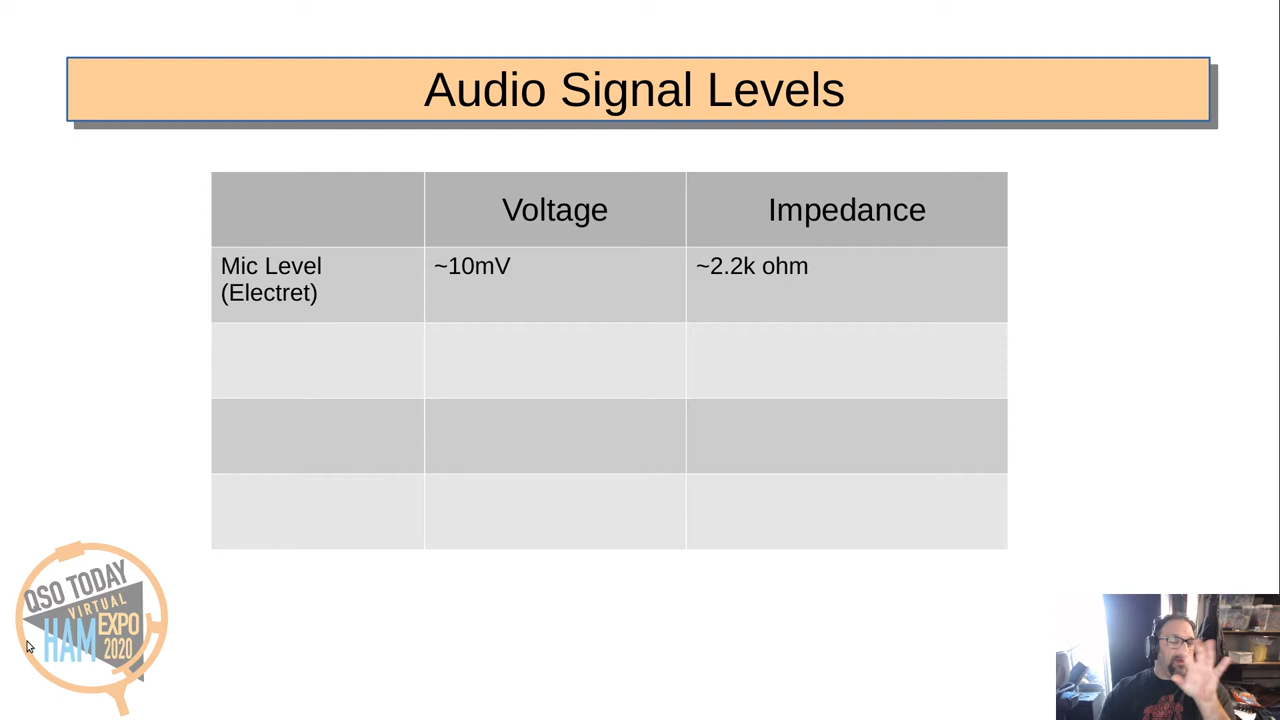 Audio Signal Levels
Voltage
Impedance
Mic Level
(Electret)
~10mV
~2.2k ohm
QSO TODAY
VIRTUAL
HAM EXPO
2020